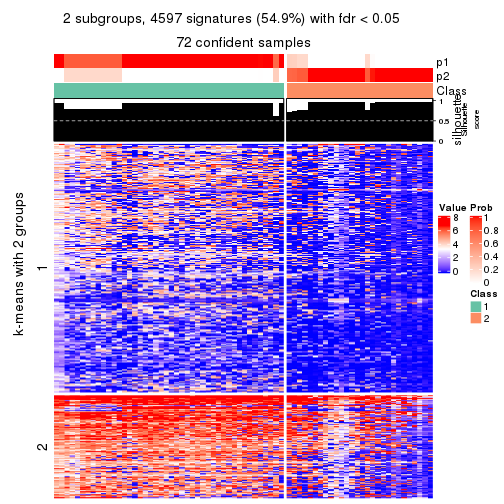 2 subgroups, 4597 signatures (54.9%) with fdr < 0.05
72 confident samples
p1
p2
Class
silhouette
Silhouette
score
1
0.5
0
k-means with 2 groups
1
2
Value
8
6
4
2
0
Prob
1
0.8
0.6
0.4
0.2
0
Class
1
2